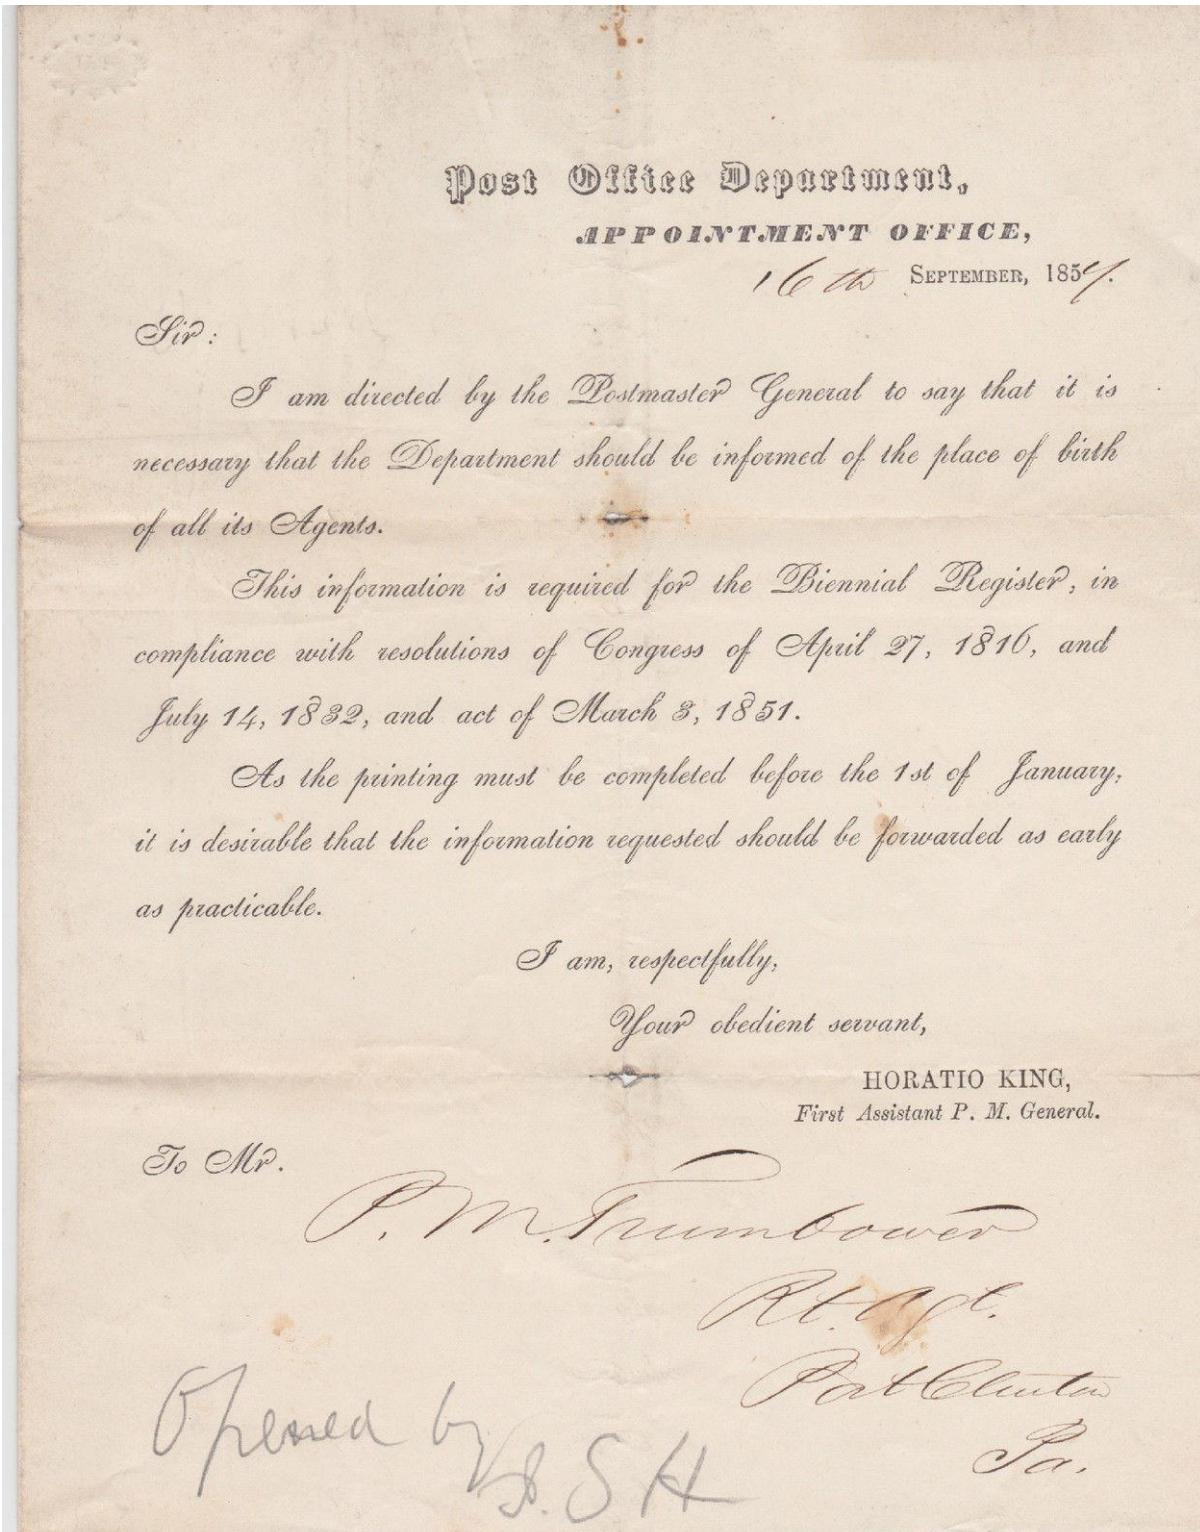 Post Office Department,
APPOINTMENT OFFICE,
16th September, 1857.
Sir:
I am directed by the Postmaster General to say that it is
necessary that the Department should be informed of the place of birth
of all its Agents.
This information is required for the Biennial Register, in
compliance with resolutions of Congress of April 27, 1816, and
July 14, 1832, and act of March 3, 1851.
As the printing must be completed before the 1st of January,
it is desirable that the information requested should be forwarded as early
as practicable.
I am, respectfully,
Your obedient servant,
HORATIO KING,
First Assistant P. M. General.
To Mr.
P. M. Trumbower
Rt. Agt.
Port Clinton
Pa.
Opened by
S H